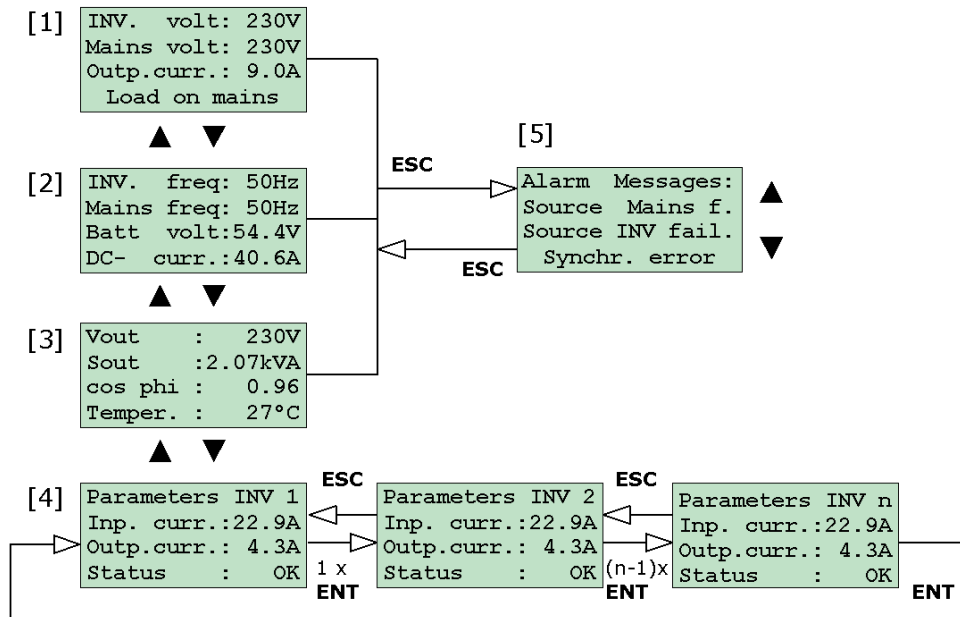 [1]
INV. volt: 230V
Mains volt: 230V
Outp.curr.: 9.0A
Load on mains
[2]
INV. freq: 50Hz
Mains freq: 50Hz
Batt volt:54.4V
DC- curr.:40.6A
[3]
Vout : 230V
Sout :2.07kVA
cos phi : 0.96
Temper. : 27°C
ESC
ESC
[5]
Alarm Messages:
Source Mains f.
Source INV fail.
Synchr. error
[4]
Parameters INV 1
Inp. curr.:22.9A
Outp.curr.: 4.3A
Status : OK
ESC
1 x
ENT
Parameters INV 2
Inp. curr.:22.9A
Outp.curr.: 4.3A
Status : OK
ESC
(n-1)x
ENT
Parameters INV n
Inp. curr.:22.9A
Outp.curr.: 4.3A
Status : OK
ENT